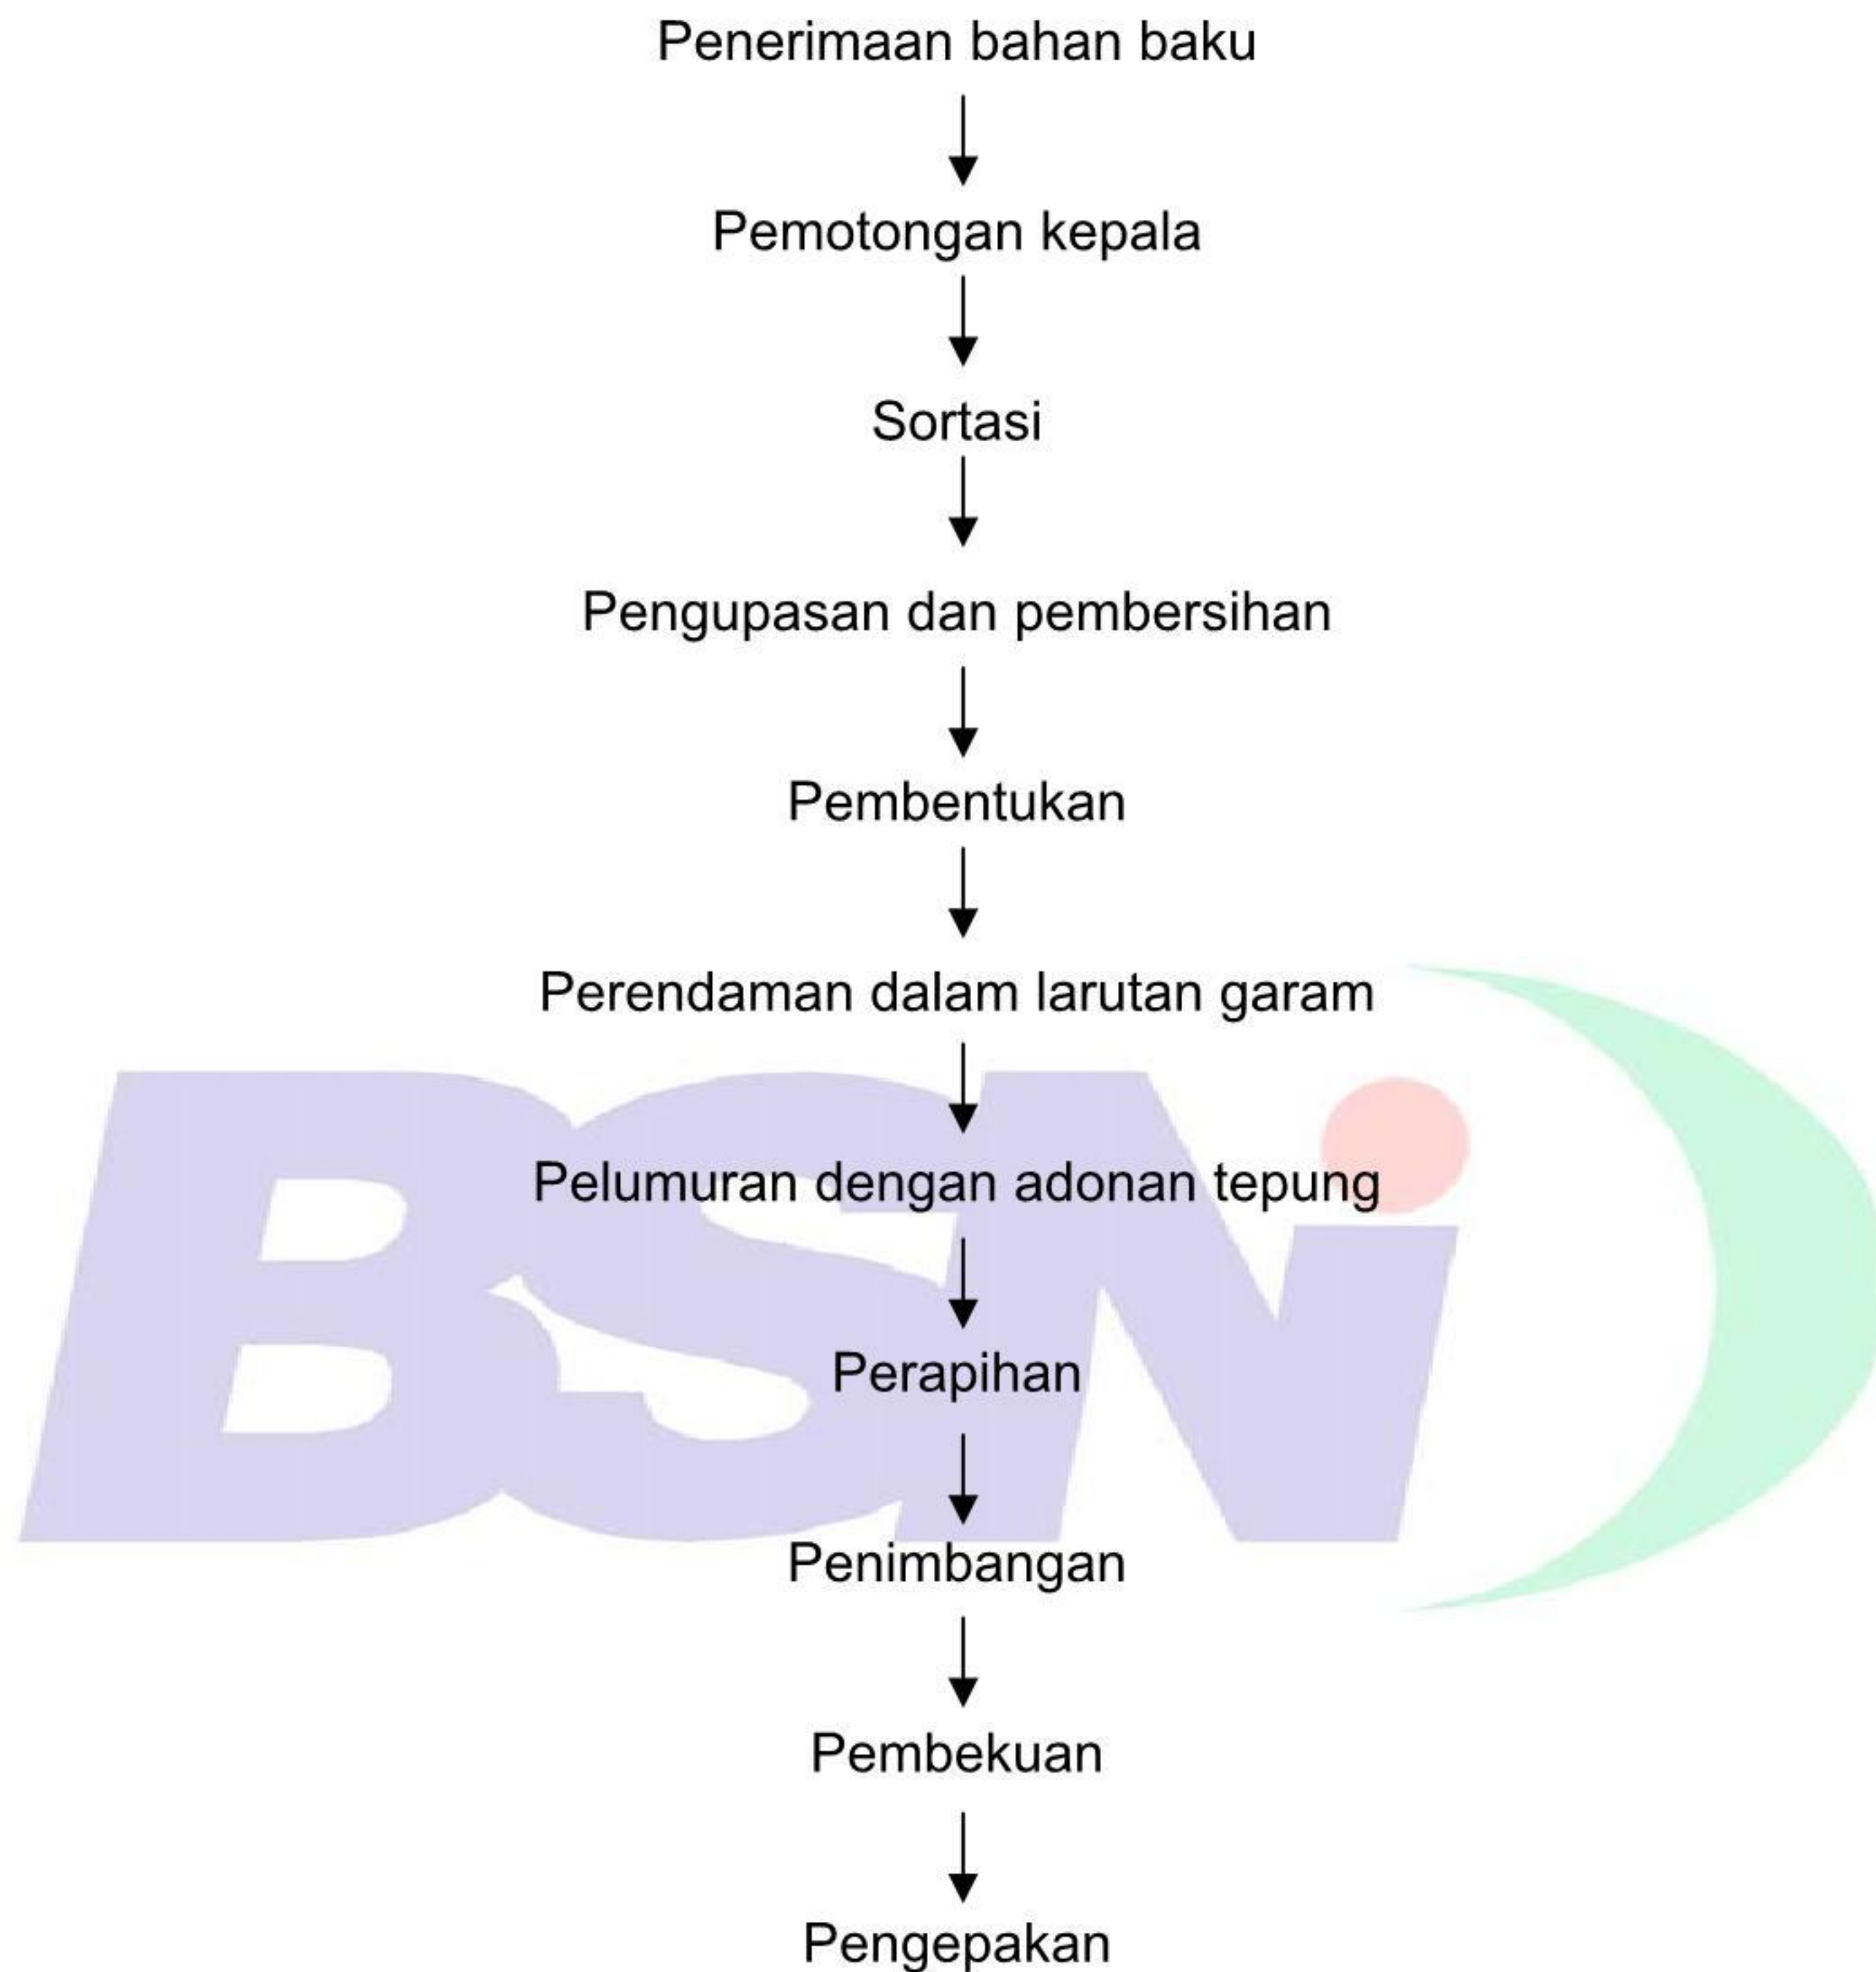 Penerimaan bahan baku
Pemotongan kepala
Sortasi
Pengupasan dan pembersihan
Pembentukan
Perendaman dalam larutan garam
BSNi
Pelumuran dengan adonan tepung
Perapihan
Penimbangan
Pembekuan
Pengepakan